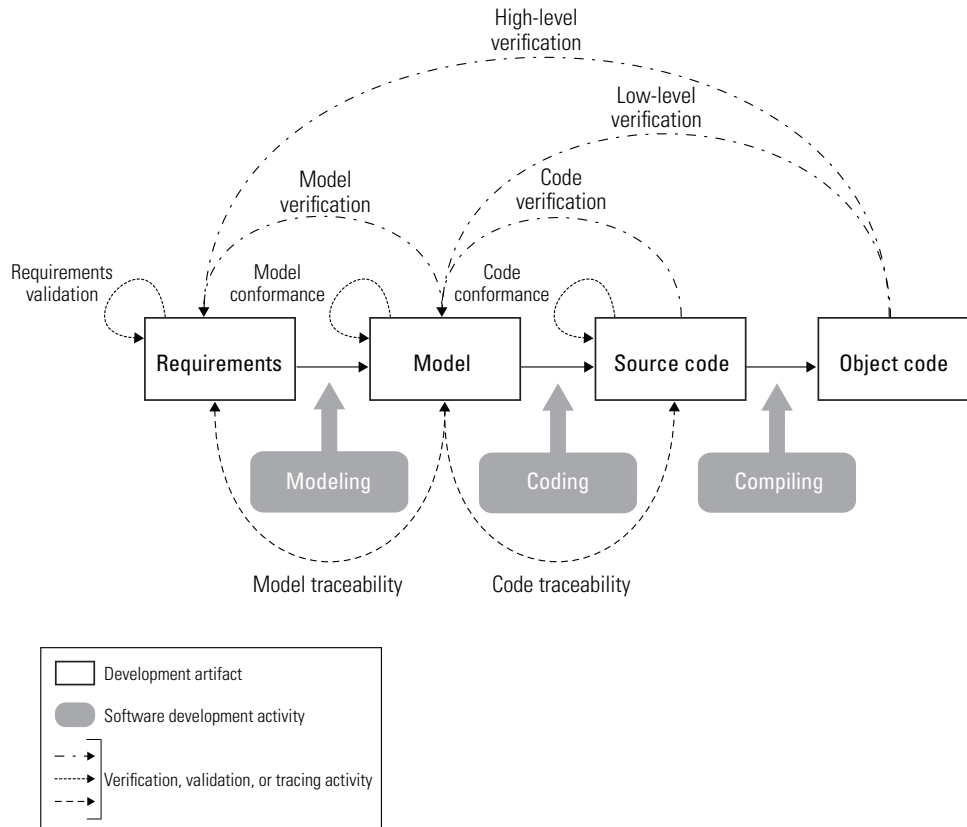 High-level
verification
Low-level
verification
Model
verification
Code
verification
Requirements
validation
Model
conformance
Code
conformance
Requirements
Model
Source code
Object code
Modeling
Coding
Compiling
Model traceability
Code traceability
Development artifact
Software development activity
Verification, validation, or tracing activity